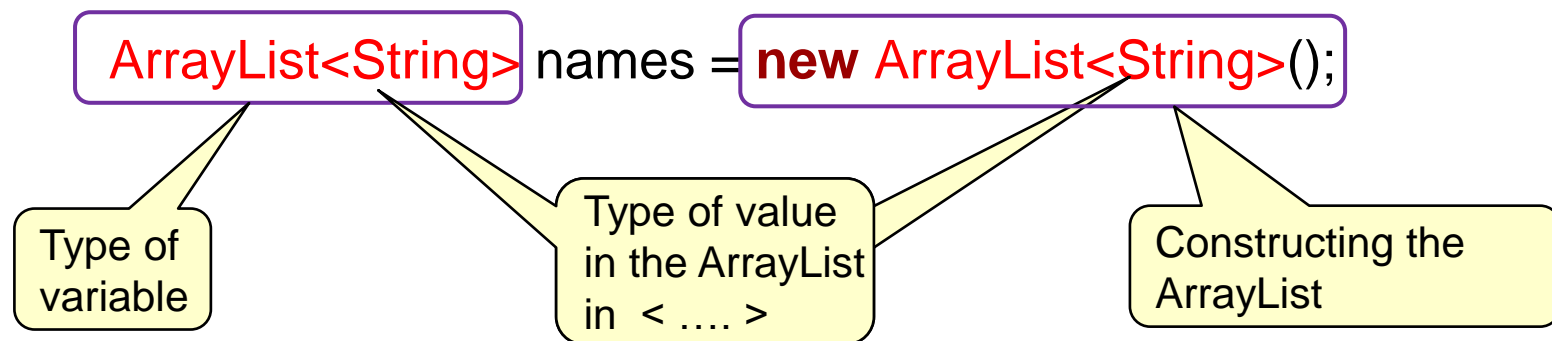 ArrayList<String> names = new ArrayList<String>();
Type of
variable
Type of value
in the ArrayList
in < .... >
Constructing the
ArrayList